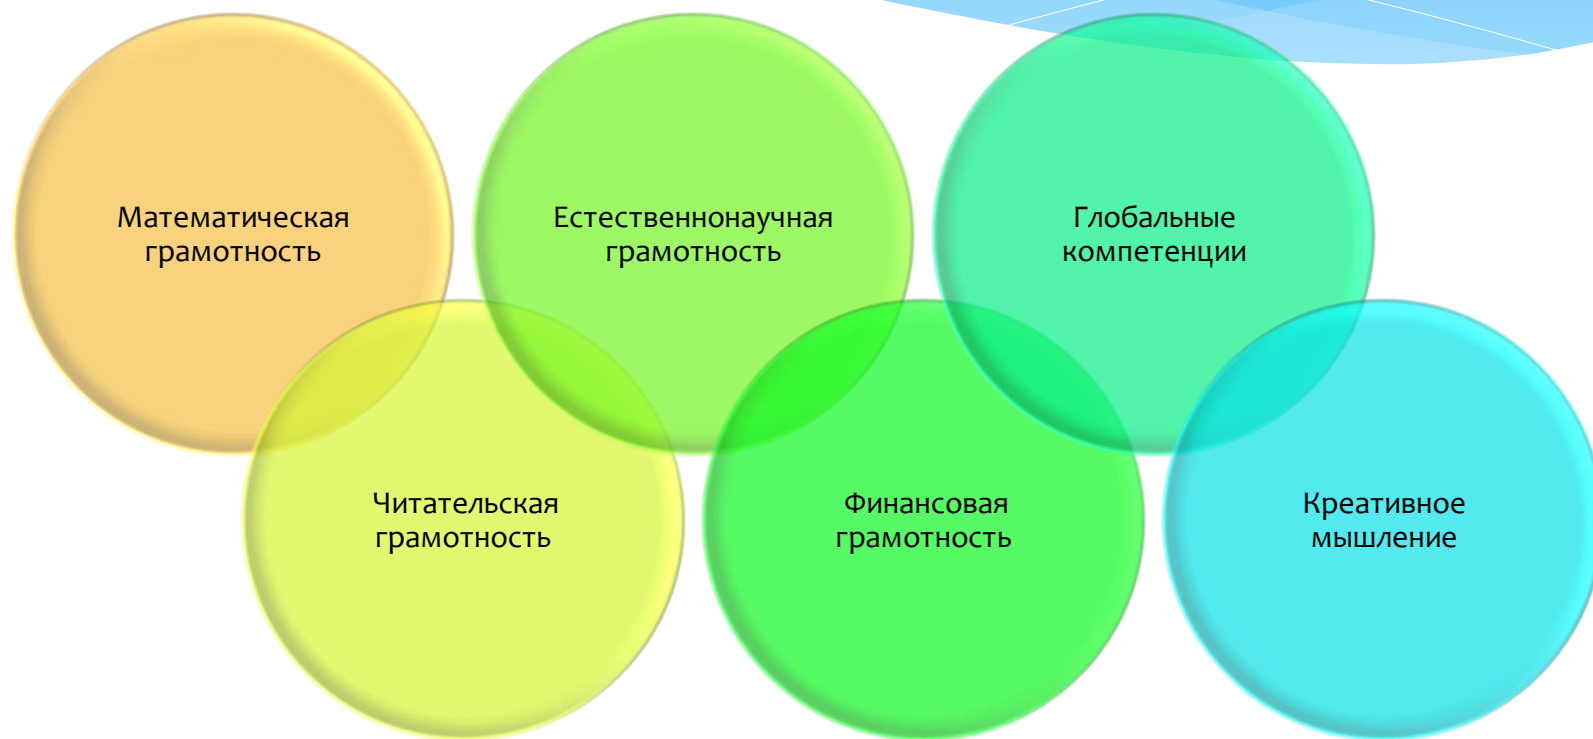 Математическая
грамотность
Естественнонаучная
грамотность
Глобальные
компетенции
Читательская
грамотность
Финансовая
грамотность
Креативное
мышление